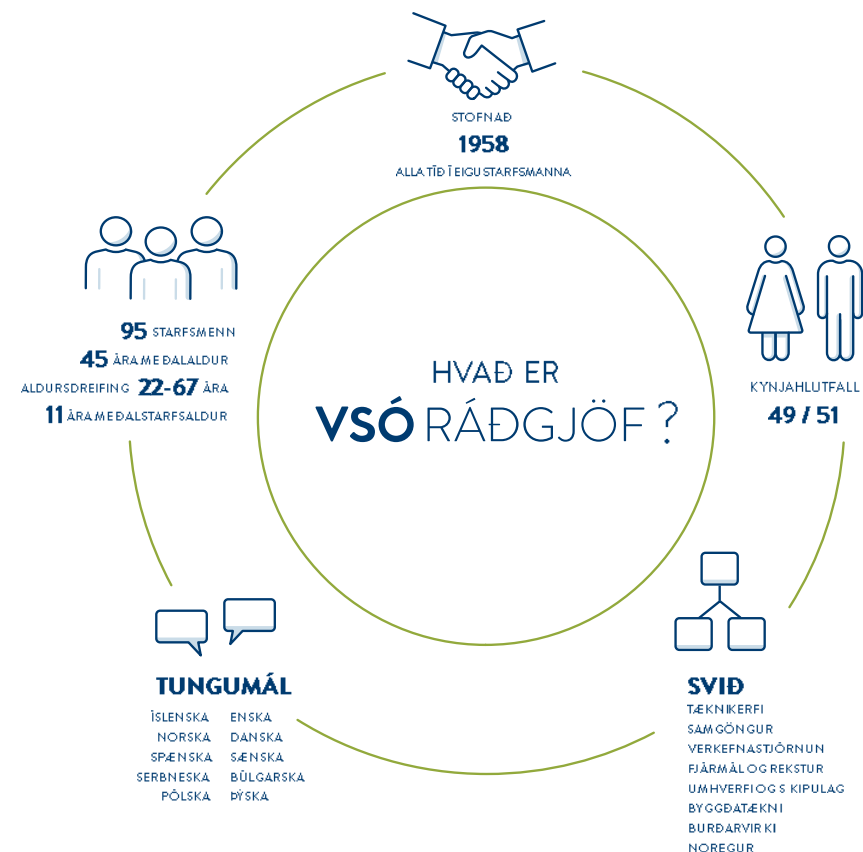 STOFNAÐ
1958
ALLA TÍÐ Í EIGU STARFSMANNA
95 STARFSMENN
45 ÁRA MEÐALALDUR
ALDURSDREIFING 22-67 ÁRA
11 ÁRA MEÐALSTARFSALDUR
HVAÐ ER
VSÓ RÁÐGJÖF ?
KYNJAHLUTFALL
49 / 51
TUNGUMÁL
ÍSLENSKA ENSKA
NORSKA DANSKA
SPÆNSKA SÆNSKA
SERBNESKA BÚLGARSKA
PÓLSKA ÞÝSKA
SVIÐ
TÆKNIKERFI
SAMGÖNGUR
VERKEFNASTJÓRNUN
FJÁRMÁL OG REKSTUR
UMHVERFI OG SKIPULAG
BYGGÐATÆKNI
BURÐARVIRKI
NOREGUR